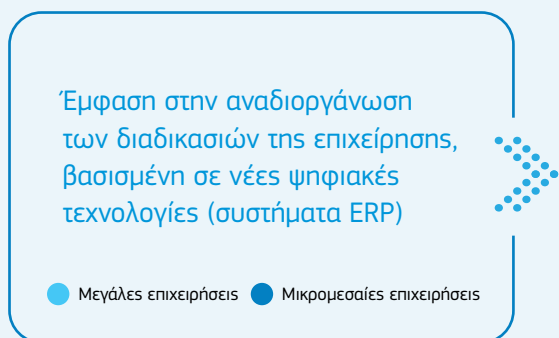 Έμφαση στην αναδιοργάνωση
των διαδικασιών της επιχείρησης,
βασισμένη σε νέες ψηφιακές
τεχνολογίες (συστήματα ERP)
Μεγάλες επιχειρήσεις Μικρομεσαίες επιχειρήσεις